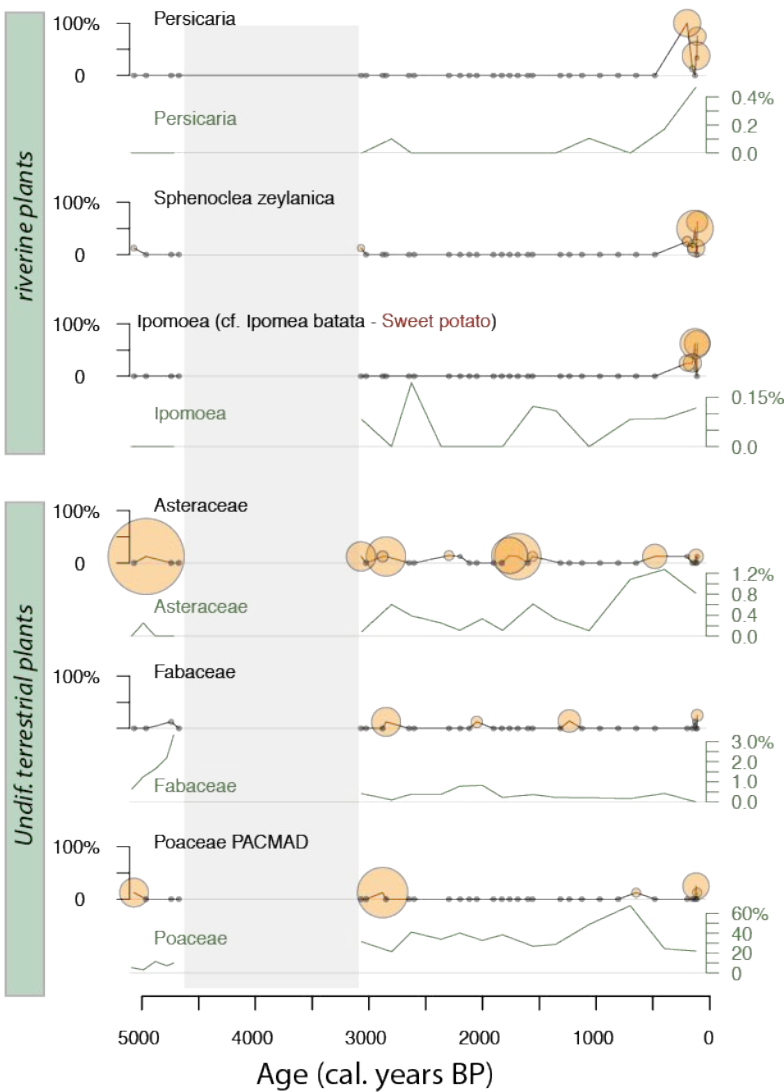 riverine plants
Persicaria
100%
0
Persicaria
0.4%
0.2
0.0
Sphenoclea zeylanica
100%
0
Ipomoea (cf. Ipomea batata - Sweet potato)
100%
0
Ipomoea
0.15%
0.0
Undif. terrestrial plants
Asteraceae
100%
0
Asteraceae
1.2%
0.8
0.4
0.0
Fabaceae
100%
Fabaceae
3.0%
2.0
1.0
0.0
Poaceae PACMAD
100%
0
Poaceae
60%
40
20
0
5000 4000 3000 2000 1000 0
Age (cal. years BP)